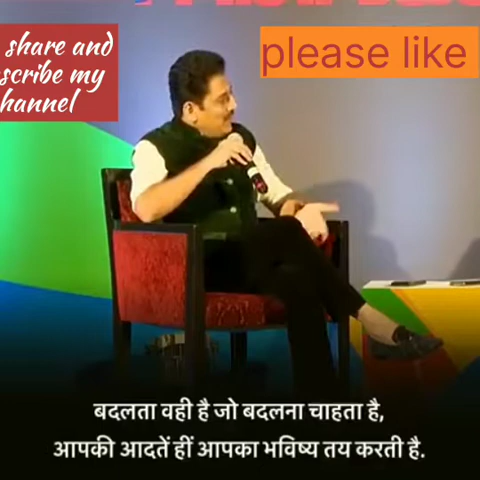 share and
scribe my
hannel
please like
बदलता वही है जो बदलना चाहता है,
आपकी आदतें हीं आपका भविष्य तय करती है.